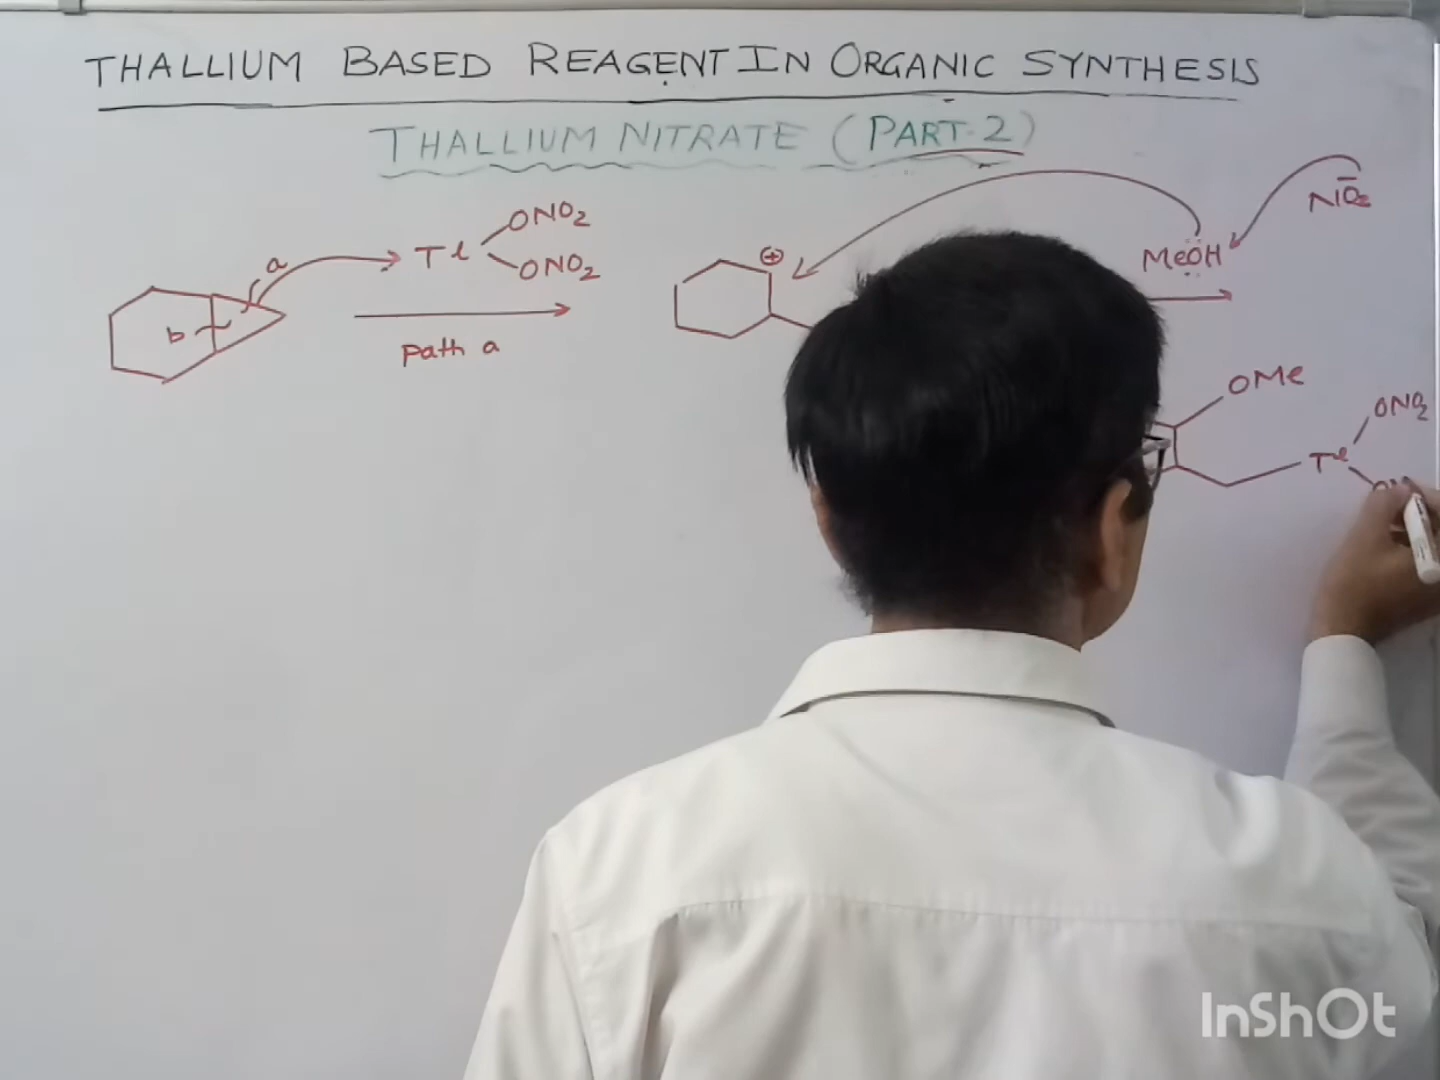 THALLIUM BASED REAGENT IN ORGANIC SYNTHESIS
THALLIUM NITRATE (PART-2)
a
b
Tl
ONO2
ONO2
path a
+
MeOH
OMe
Tl
ONO2
InShOt